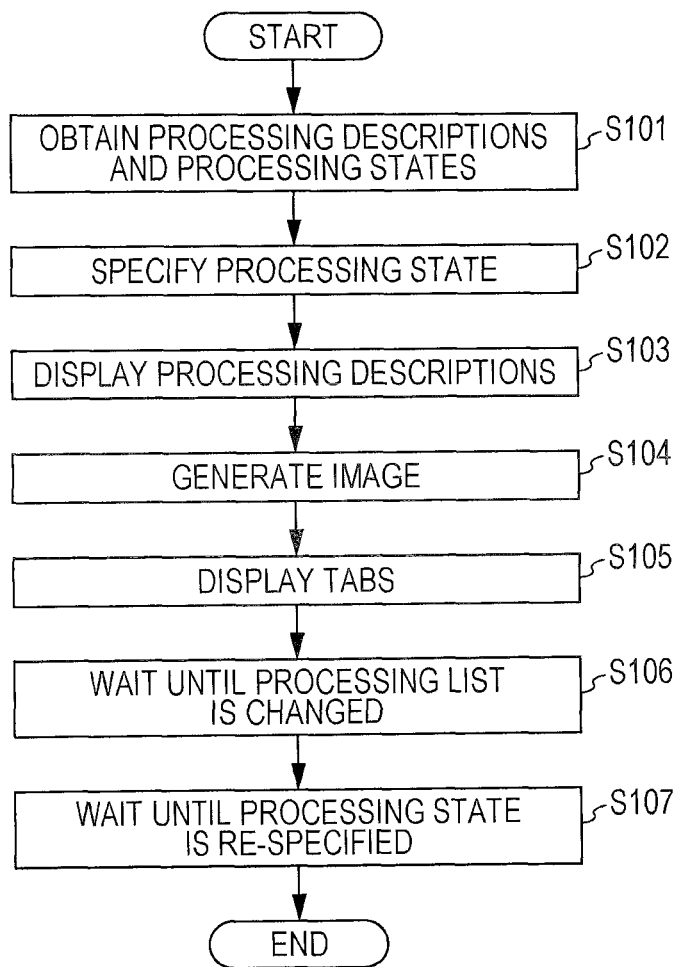 START
OBTAIN PROCESSING DESCRIPTIONS
AND PROCESSING STATES
S101
SPECIFY PROCESSING STATE
S102
DISPLAY PROCESSING DESCRIPTIONS
S103
GENERATE IMAGE
S104
DISPLAY TABS
S105
WAIT UNTIL PROCESSING LIST
IS CHANGED
S106
WAIT UNTIL PROCESSING STATE
IS RE-SPECIFIED
S107
END